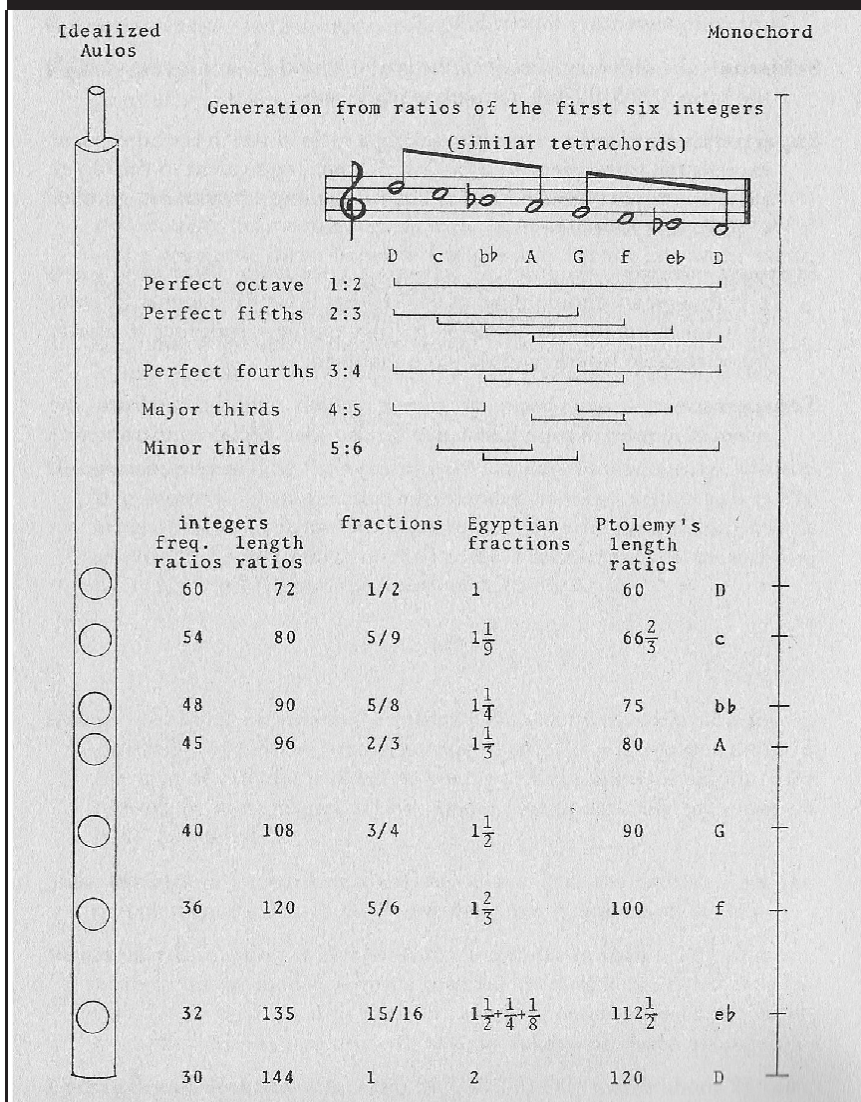 Idealized Monochord
Aulos
Generation from ratios of the first six integers
(similar tetrachords)
D c b♭ A G f e♭ D
Perfect octave 1:2
Perfect fifths 2:3
Perfect fourths 3:4
Major thirds 4:5
Minor thirds 5:6
integers fractions Egyptian Ptolemy's
freq. length fractions length
ratios ratios ratios
60 72 1/2 1 60 D
54 80 5/9 1 1/9 66 2/3 c
48 90 5/8 1 1/4 75 b♭
45 96 2/3 1 1/3 80 A
40 108 3/4 1 1/2 90 G
36 120 5/6 1 2/3 100 f
32 135 15/16 1 1/2+1/4+1/8 112 1/2 e♭
30 144 1 2 120 D